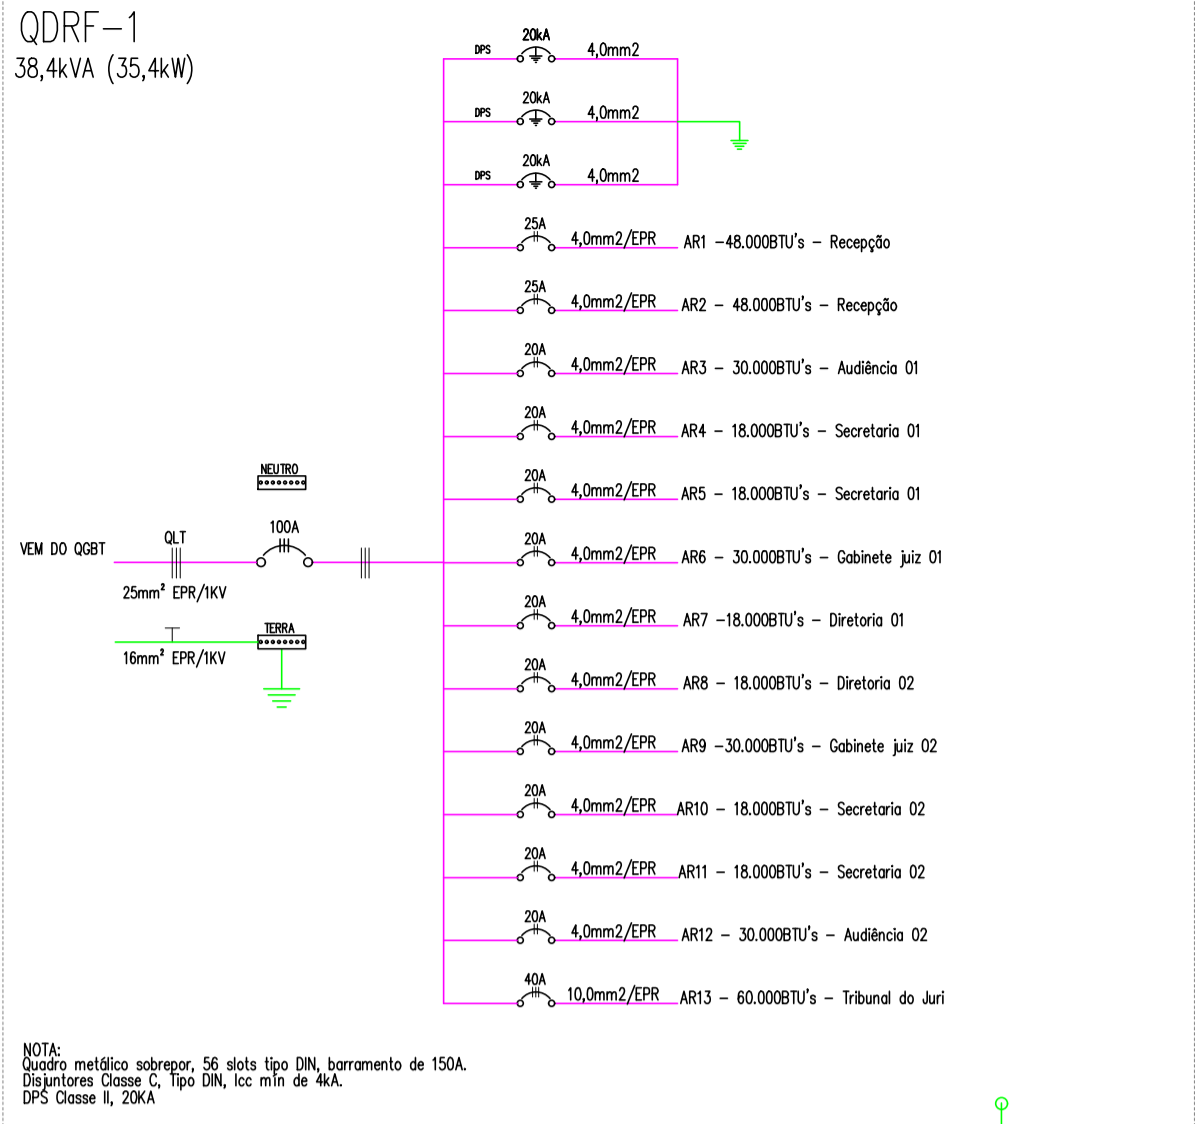 QDRF-1
38,4kVA (35,4kW)
DPS 20kA 4,0mm2
DPS 20kA 4,0mm2
DPS 20kA 4,0mm2
25A 4,0mm2/EPR AR1 -48.000BTU's - Recepção
25A 4,0mm2/EPR AR2 - 48.000BTU's - Recepção
20A 4,0mm2/EPR AR3 - 30.000BTU's - Audiência 01
20A 4,0mm2/EPR AR4 - 18.000BTU's - Secretaria 01
20A 4,0mm2/EPR AR5 - 18.000BTU's - Secretaria 01
20A 4,0mm2/EPR AR6 - 30.000BTU's - Gabinete juiz 01
20A 4,0mm2/EPR AR7 -18.000BTU's - Diretoria 01
20A 4,0mm2/EPR AR8 - 18.000BTU's - Diretoria 02
20A 4,0mm2/EPR AR9 -30.000BTU's - Gabinete juiz 02
20A 4,0mm2/EPR AR10 - 18.000BTU's - Secretaria 02
20A 4,0mm2/EPR AR11 - 18.000BTU's - Secretaria 02
20A 4,0mm2/EPR AR12 - 30.000BTU's - Audiência 02
40A 10,0mm2/EPR AR13 - 60.000BTU's - Tribunal do Juri
NEUTRO
VEM DO QGBT QLT 100A
25mm² EPR/1KV
TERRA
16mm² EPR/1KV
NOTA:
Quadro metálico sobrepor, 56 slots tipo DIN, barramento de 150A.
Disjuntores Classe C, Tipo DIN, Icc mín de 4kA.
DPS Classe II, 20KA